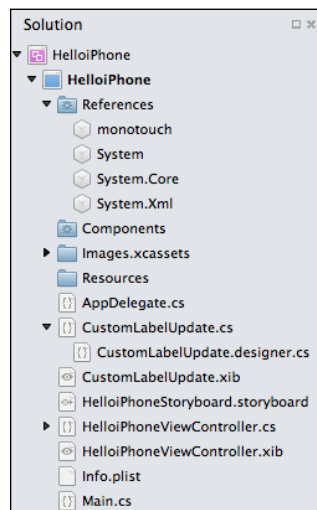 Solution
HelloiPhone
HelloiPhone
References
monotouch
System
System.Core
System.Xml
Components
Images.xcassets
Resources
AppDelegate.cs
CustomLabelUpdate.cs
CustomLabelUpdate.designer.cs
CustomLabelUpdate.xib
HelloiPhoneStoryboard.storyboard
HelloiPhoneViewController.cs
HelloiPhoneViewController.xib
Info.plist
Main.cs